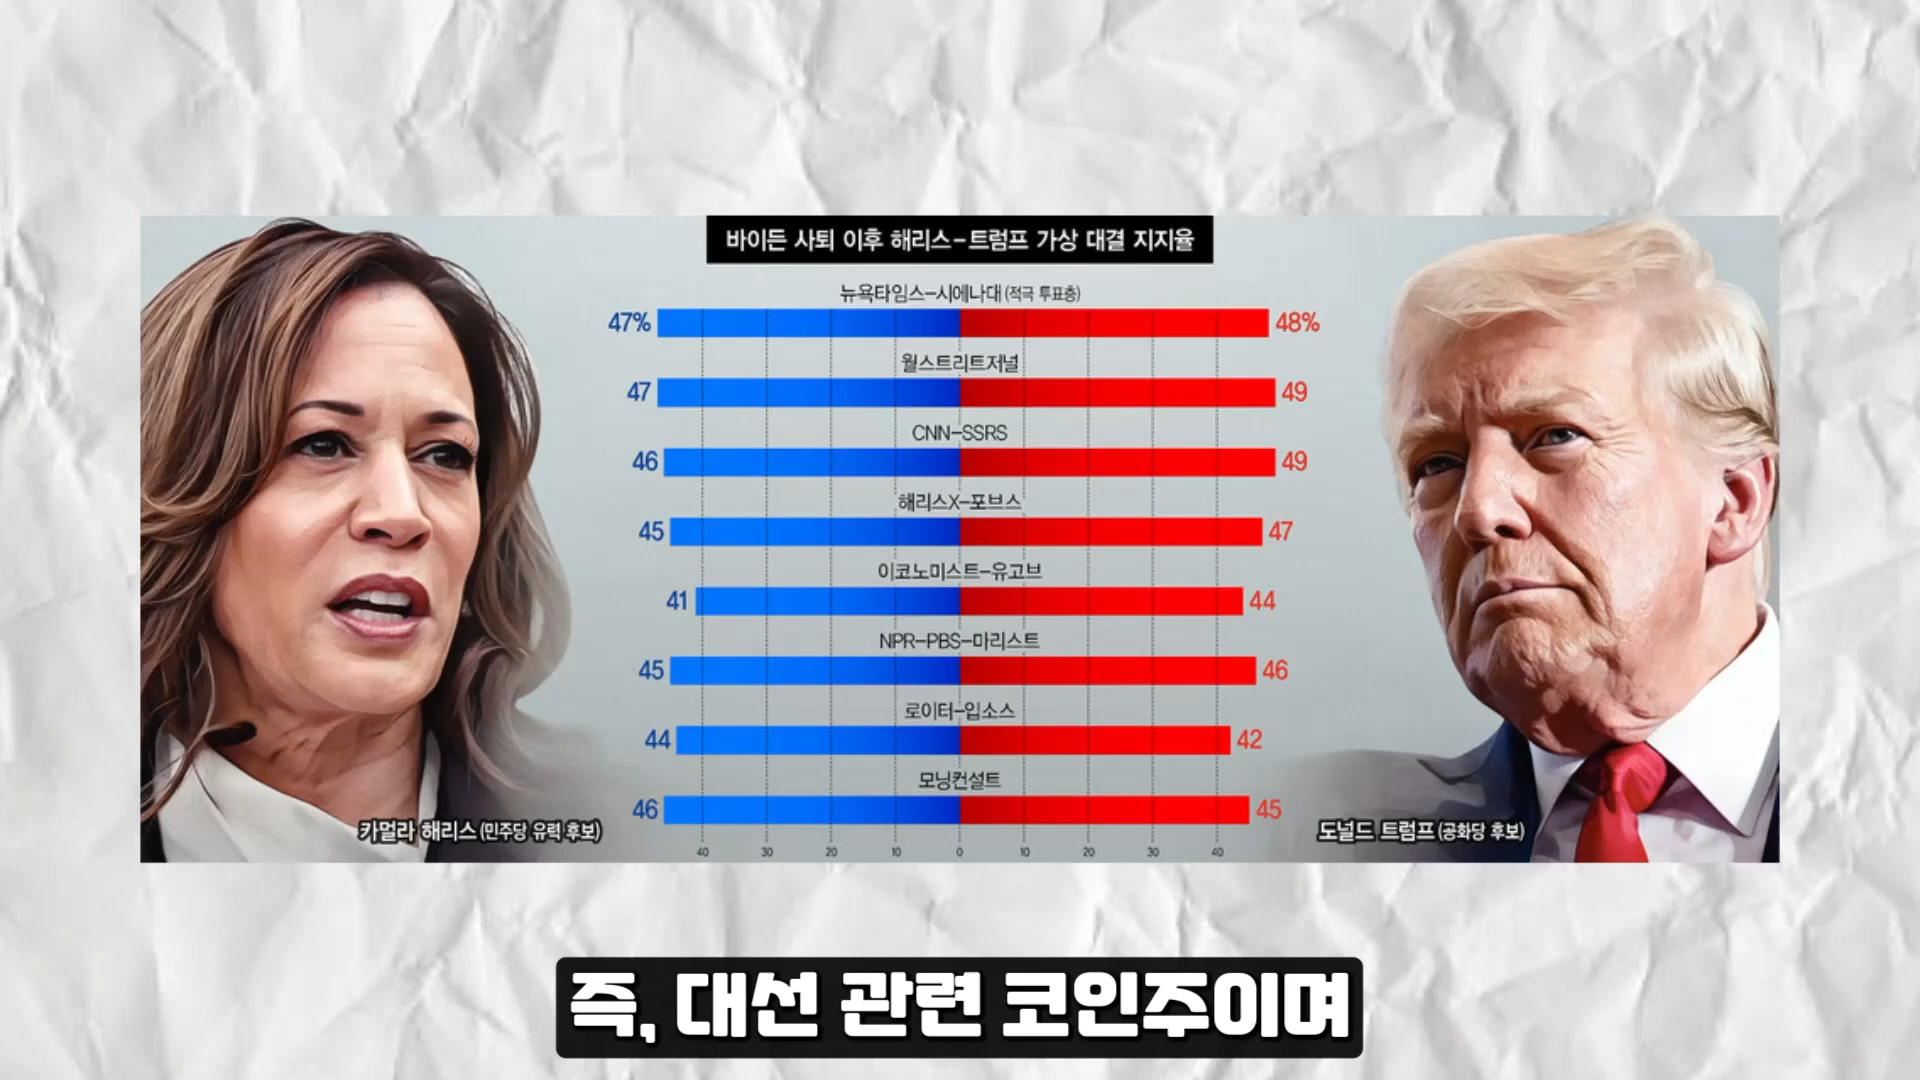 바이든 사퇴 이후 해리스-트럼프 가상 대결 지지율
뉴욕타임스-시에나대 (적극 투표층)
47% 48%
월스트리트저널
47 49
CNN-SSRS
46 49
해리스X-포브스
45 47
이코노미스트-유고브
41 44
NPR-PBS-마리스트
45 46
로이터-입소스
44 42
모닝컨설트
46 45
카멀라 해리스 (민주당 유력 후보)
도널드 트럼프 (공화당 후보)
40 30 20 10 0 10 20 30 40
즉, 대선 관련 코인주이며